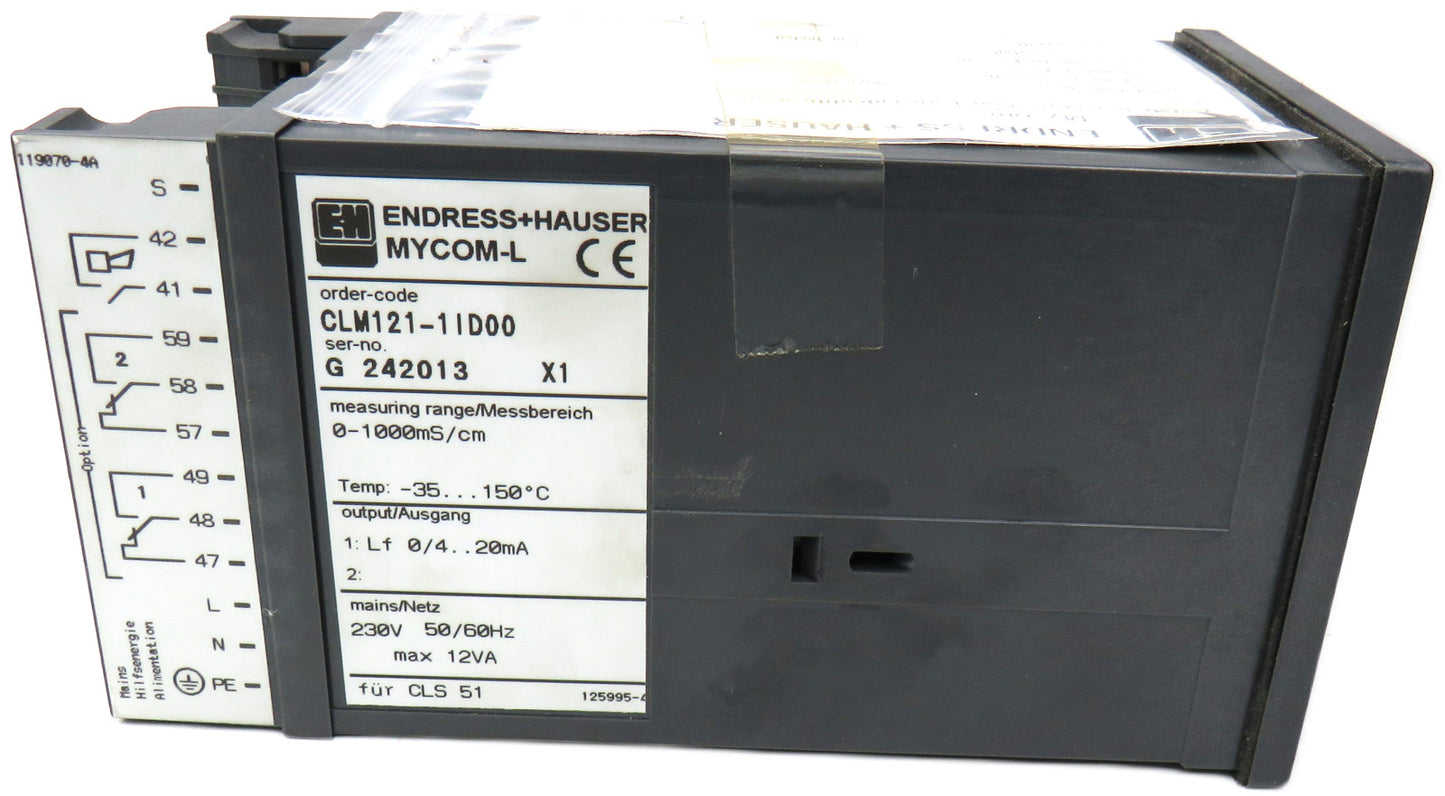 119070-4A
S
42
41
59
2
58
57
Option
49
1
48
47
L
N
PE
Mains
Hilfsenergie
Alimentation
E+H ENDRESS+HAUSER
MYCOM-L
CE
order-code
CLM121-1ID00
ser-no.
G 242013 X1
measuring range/Messbereich
0-1000mS/cm
Temp: -35...150°C
output/Ausgang
1: Lf 0/4..20mA
2:
mains/Netz
230V 50/60Hz
max 12VA
für CLS 51
125995-4
ENDRESS + HAUSER